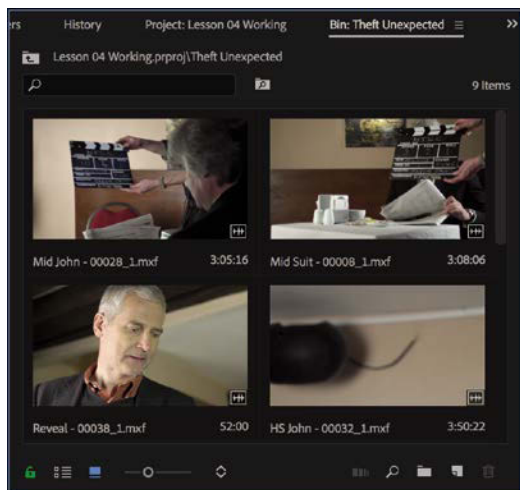 rs History Project: Lesson 04 Working Bin: Theft Unexpected
Lesson 04 Working.prproj\Theft Unexpected
9 Items
Mid John - 00028_1.mxf 3:05:16 Mid Suit - 00008_1.mxf 3:08:06
Reveal - 00038_1.mxf 52:00 HS John - 00032_1.mxf 3:50:22